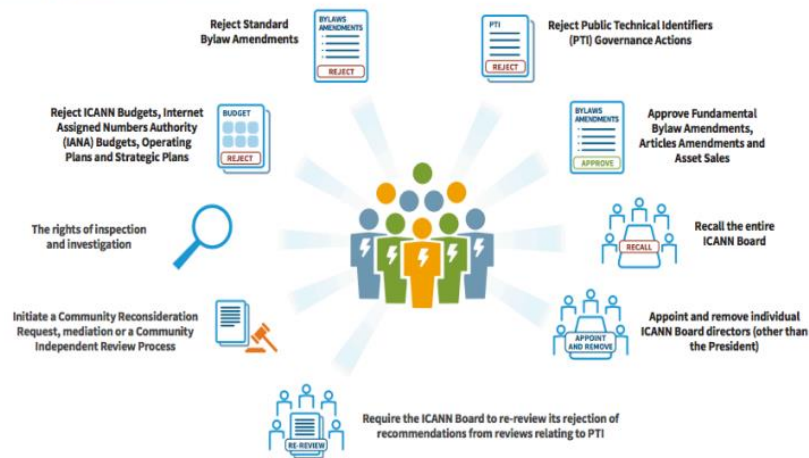 Reject Standard
Bylaw Amendments
BYLAWS
AMENDMENTS
REJECT
PTI
REJECT
Reject Public Technical Identifiers
(PTI) Governance Actions
Reject ICANN Budgets, Internet
Assigned Numbers Authority
(IANA) Budgets, Operating
Plans and Strategic Plans
BUDGET
REJECT
BYLAWS
AMENDMENTS
APPROVE
Approve Fundamental
Bylaw Amendments,
Articles Amendments and
Asset Sales
The rights of inspection
and investigation
RECALL
Recall the entire
ICANN Board
Initiate a Community Reconsideration
Request, mediation or a Community
Independent Review Process
APPOINT
AND REMOVE
Appoint and remove individual
ICANN Board directors (other than
the President)
RE-REVIEW
Require the ICANN Board to re-review its rejection of
recommendations from reviews relating to PTI